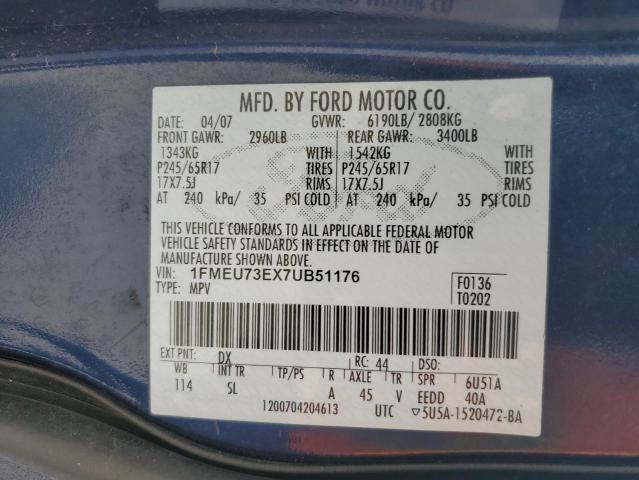 MFD. BY FORD MOTOR CO.
DATE: 04/07 GVWR: 6190LB/ 2808KG
FRONT GAWR: 2960LB REAR GAWR: 3400LB
1343KG WITH 1542KG WITH
P245/65R17 TIRES P245/65R17 TIRES
17X7.5J RIMS 17X7.5J RIMS
AT 240 kPa/ 35 PSI COLD AT 240 kPa/ 35 PSI COLD
THIS VEHICLE CONFORMS TO ALL APPLICABLE FEDERAL MOTOR
VEHICLE SAFETY STANDARDS IN EFFECT ON THE DATE OF
MANUFACTURE SHOWN ABOVE.
VIN: 1FMEU73EX7UB51176 F0136
TYPE: MPV T0202
EXT PNT: DX RC: 44 DSO:
WB INT TR TP/PS R AXLE TR SPR 6U51A
114 SL A 45 V EEDD 40A
1200704204613 UTC ▽5U5A-1520472-BA
Ford